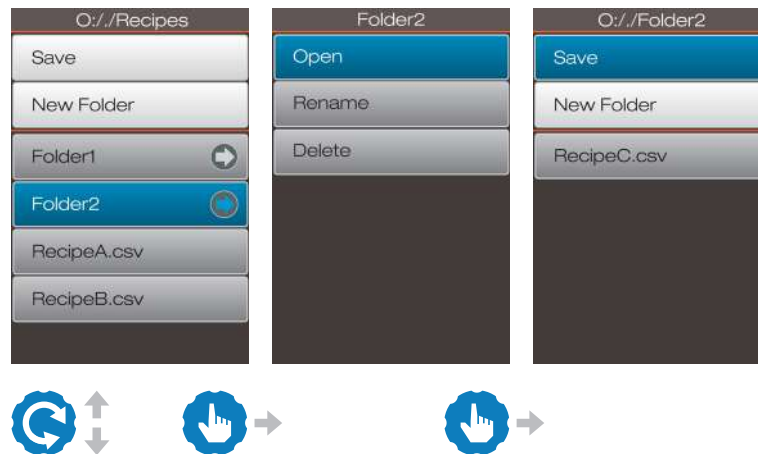 O:/./Recipes
Save
New Folder
Folder1
Folder2
RecipeA.csv
RecipeB.csv
Folder2
Open
Rename
Delete
O:/./Folder2
Save
New Folder
RecipeC.csv